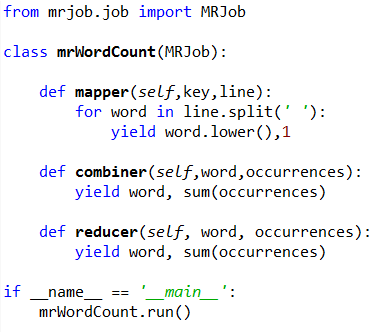 from mrjob.job import MRJob
class mrWordCount(MRJob):
    def mapper(self,key,line):
        for word in line.split(' '):
            yield word.lower(),1
    def combiner(self,word,occurrences):
        yield word, sum(occurrences)
    def reducer(self, word, occurrences):
        yield word, sum(occurrences)
if __name__ == '__main__':
    mrWordCount.run()